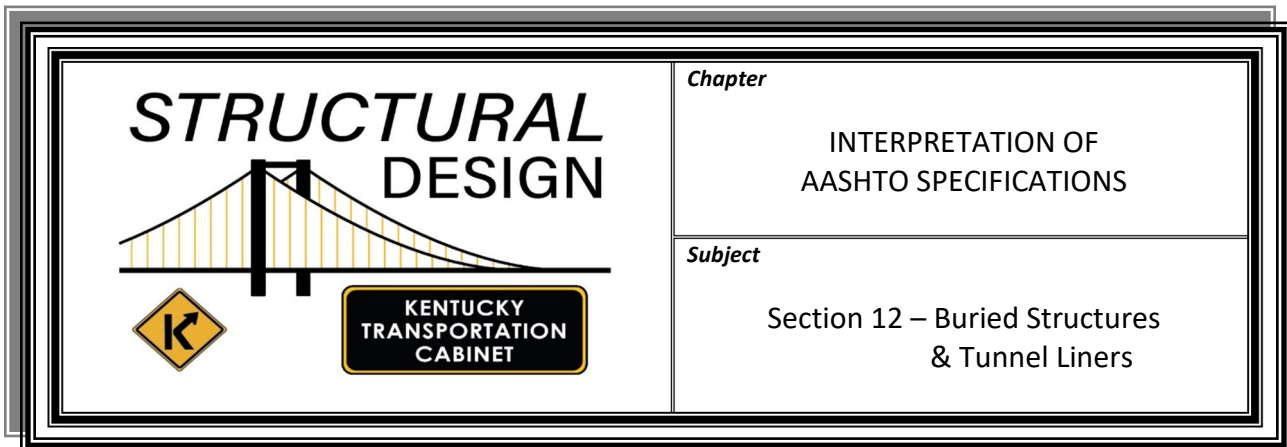 STRUCTURAL
DESIGN
K
KENTUCKY
TRANSPORTATION
CABINET
Chapter
INTERPRETATION OF
AASHTO SPECIFICATIONS
Subject
Section 12 – Buried Structures
& Tunnel Liners